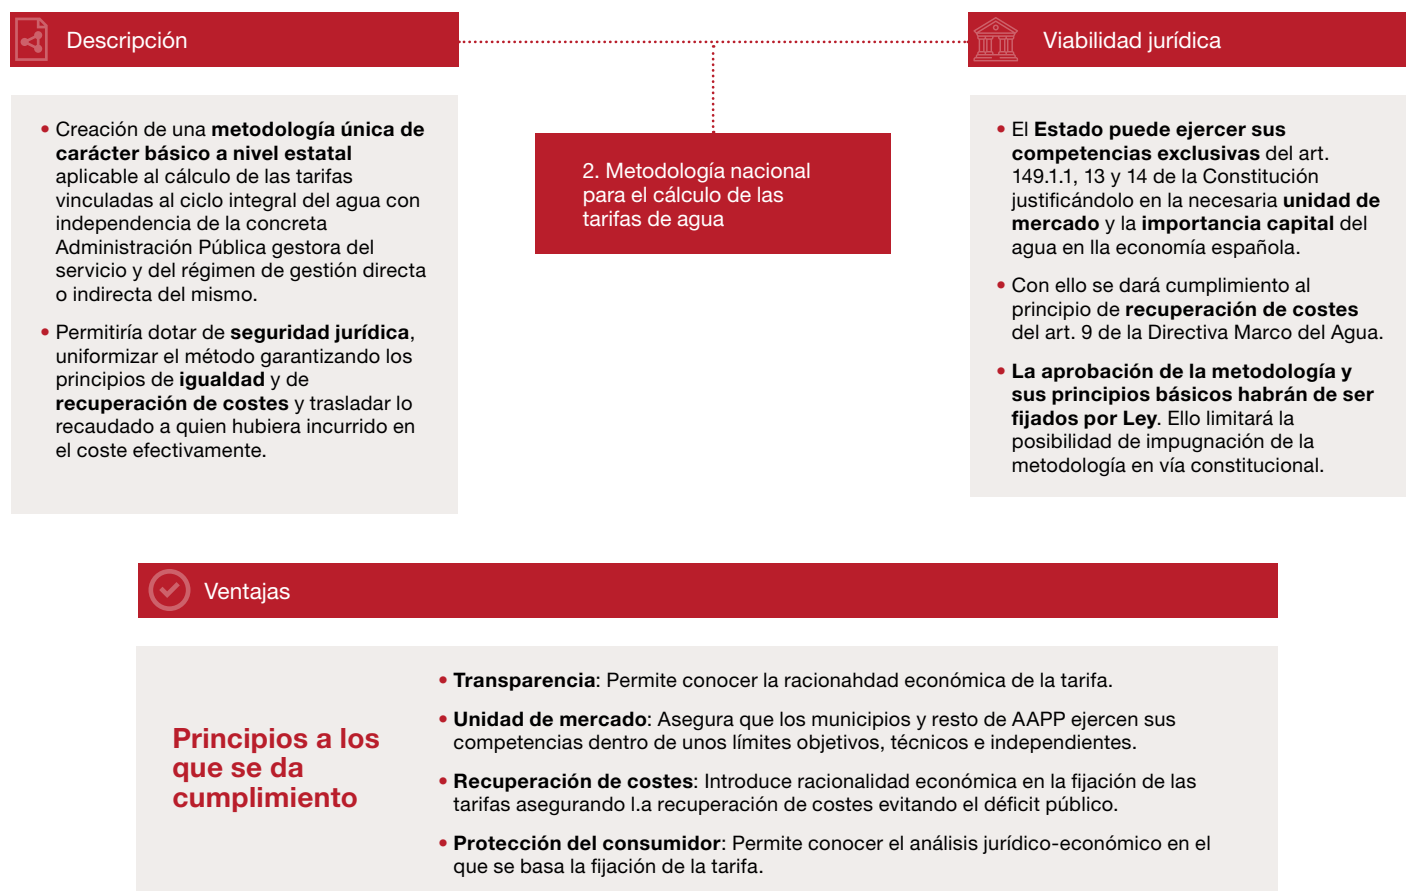 Descripción
• Creación de una metodología única de
carácter básico a nivel estatal
aplicable al cálculo de las tarifas
vinculadas al ciclo integral del agua con
independencia de la concreta
Administración Pública gestora del
servicio y del régimen de gestión directa
o indirecta del mismo.
• Permitiría dotar de seguridad jurídica,
uniformizar el método garantizando los
principios de igualdad y de
recuperación de costes y trasladar lo
recaudado a quien hubiera incurrido en
el coste efectivamente.
2. Metodología nacional
para el cálculo de las
tarifas de agua
Viabilidad jurídica
• El Estado puede ejercer sus
competencias exclusivas del art.
149.1.1, 13 y 14 de la Constitución
justificándolo en la necesaria unidad de
mercado y la importancia capital del
agua en lla economía española.
• Con ello se dará cumplimiento al
principio de recuperación de costes
del art. 9 de la Directiva Marco del Agua.
• La aprobación de la metodología y
sus principios básicos habrán de ser
fijados por Ley. Ello limitará la
posibilidad de impugnación de la
metodología en vía constitucional.
Ventajas
Principios a los
que se da
cumplimiento
• Transparencia: Permite conocer la racionahdad económica de la tarifa.
• Unidad de mercado: Asegura que los municipios y resto de AAPP ejercen sus
competencias dentro de unos límites objetivos, técnicos e independientes.
• Recuperación de costes: Introduce racionalidad económica en la fijación de las
tarifas asegurando l.a recuperación de costes evitando el déficit público.
• Protección del consumidor: Permite conocer el análisis jurídico-económico en el
que se basa la fijación de la tarifa.